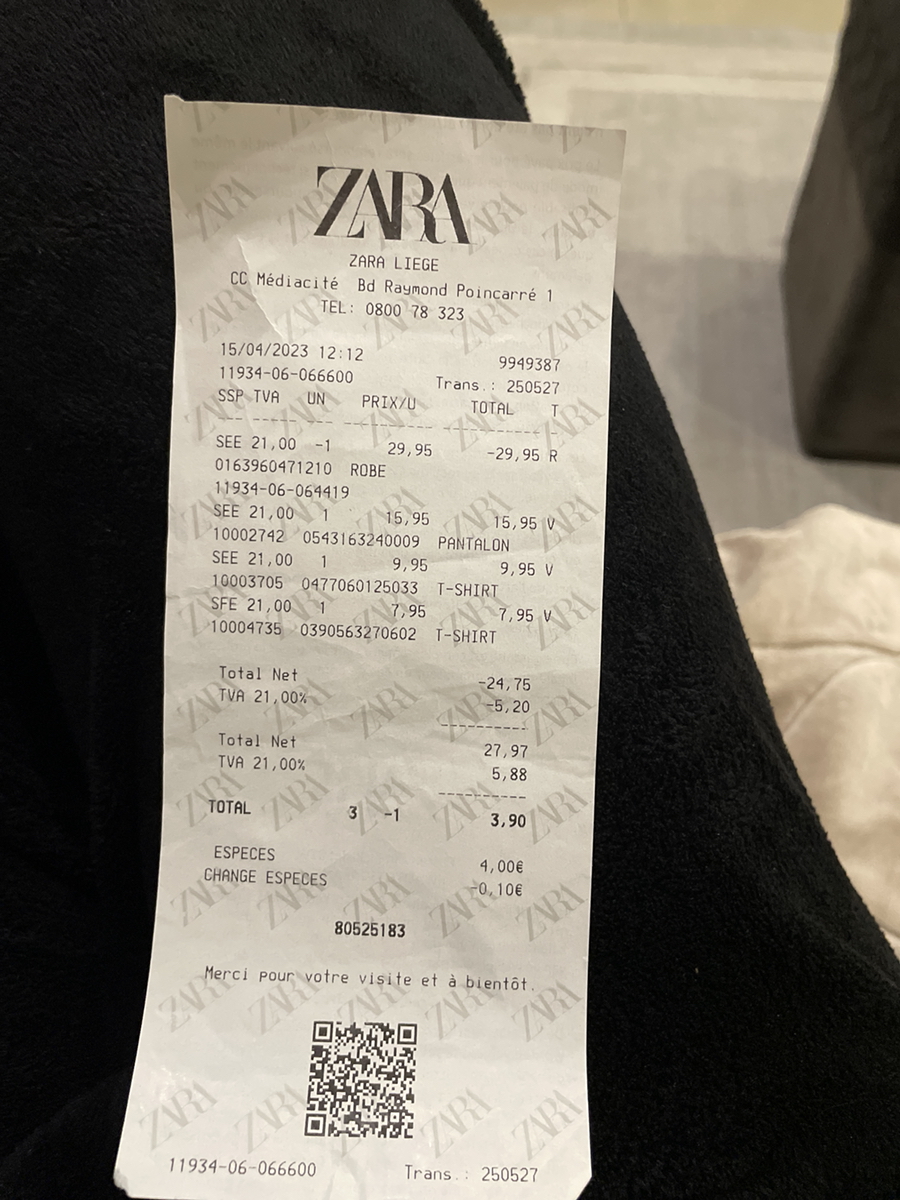 ZARA
ZARA LIEGE
CC Médiacité Bd Raymond Poincarré 1
TEL: 0800 78 323
15/04/2023 12:12 9949387
11934-06-066600 Trans.: 250527
SSP TVA UN PRIX/U TOTAL T
SEE 21,00 -1 29,95 -29,95 R
0163960471210 ROBE
11934-06-064419
SEE 21,00 1 15,95 15,95 V
10002742 0543163240009 PANTALON
SEE 21,00 1 9,95 9,95 V
10003705 0477060125033 T-SHIRT
SFE 21,00 1 7,95 7,95 V
10004735 0390563270602 T-SHIRT
Total Net -24,75
TVA 21,00% -5,20
Total Net 27,97
TVA 21,00% 5,88
TOTAL 3 -1 3,90
ESPECES 4,00€
CHANGE ESPECES -0,10€
80525183
Merci pour votre visite et à bientôt.
11934-06-066600 Trans.: 250527